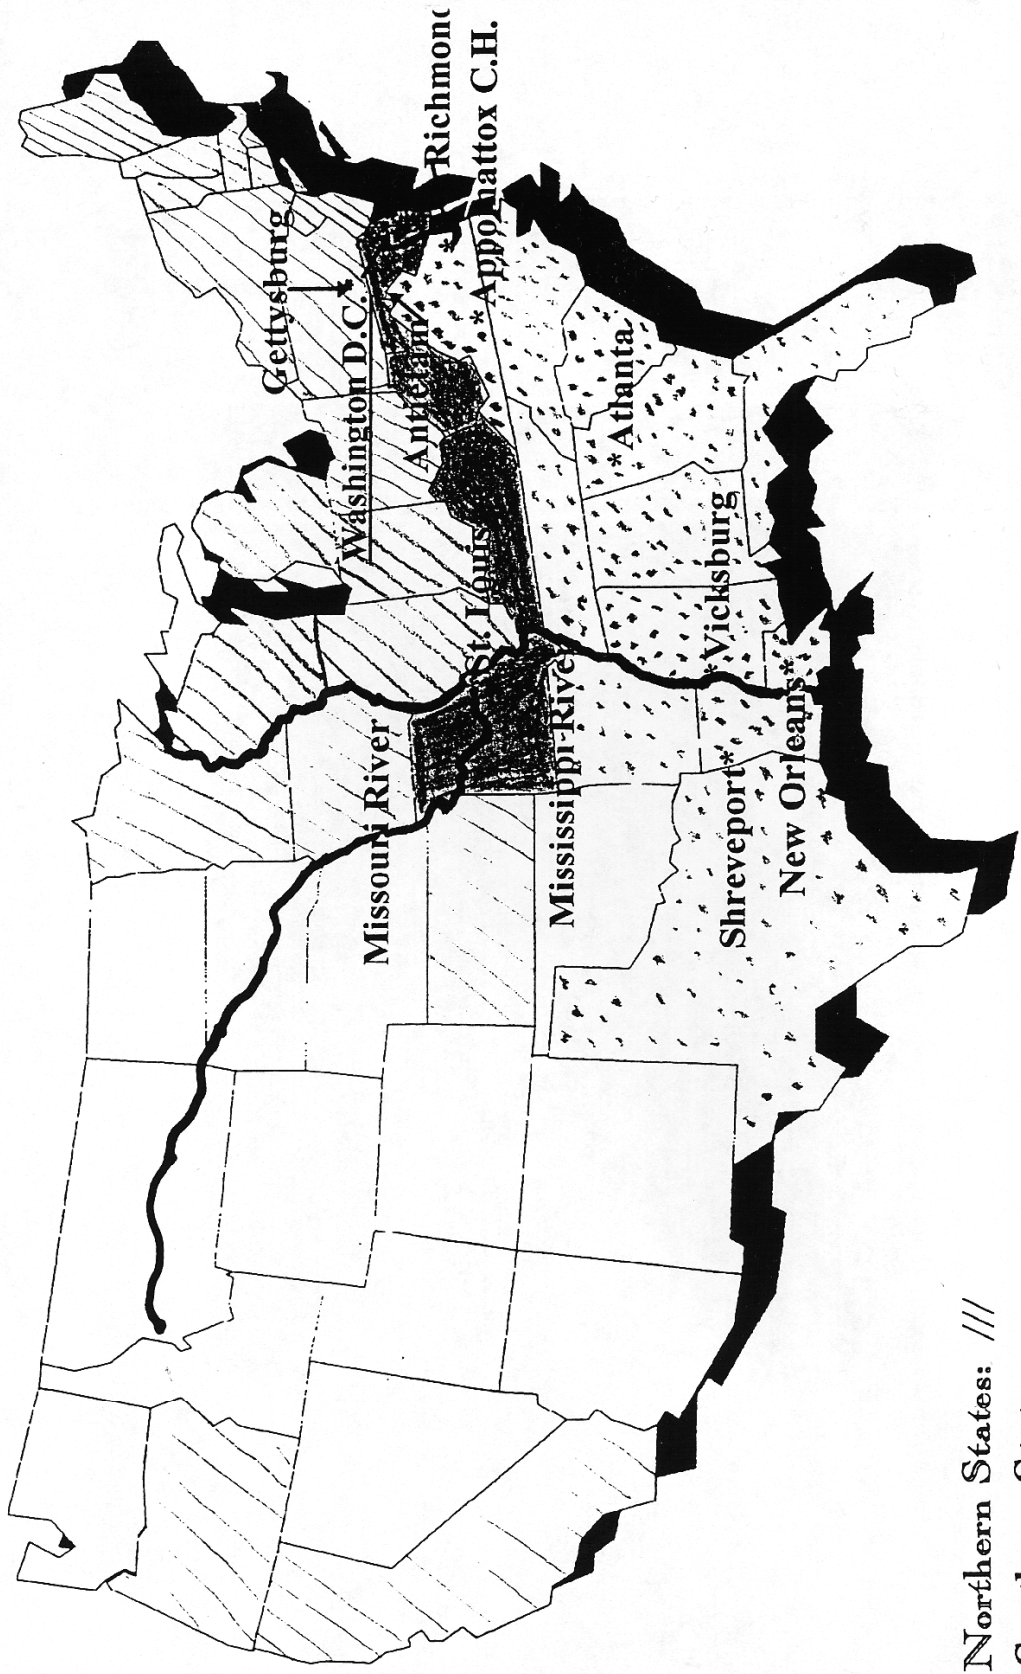 Richmond
Appomattox C.H.
Gettysburg
Washington D.C.*
Antietam
*Atlanta
St. Louis
*Vicksburg
Missouri River
Mississippi River
Shreveport*
New Orleans*
Northern States: ///